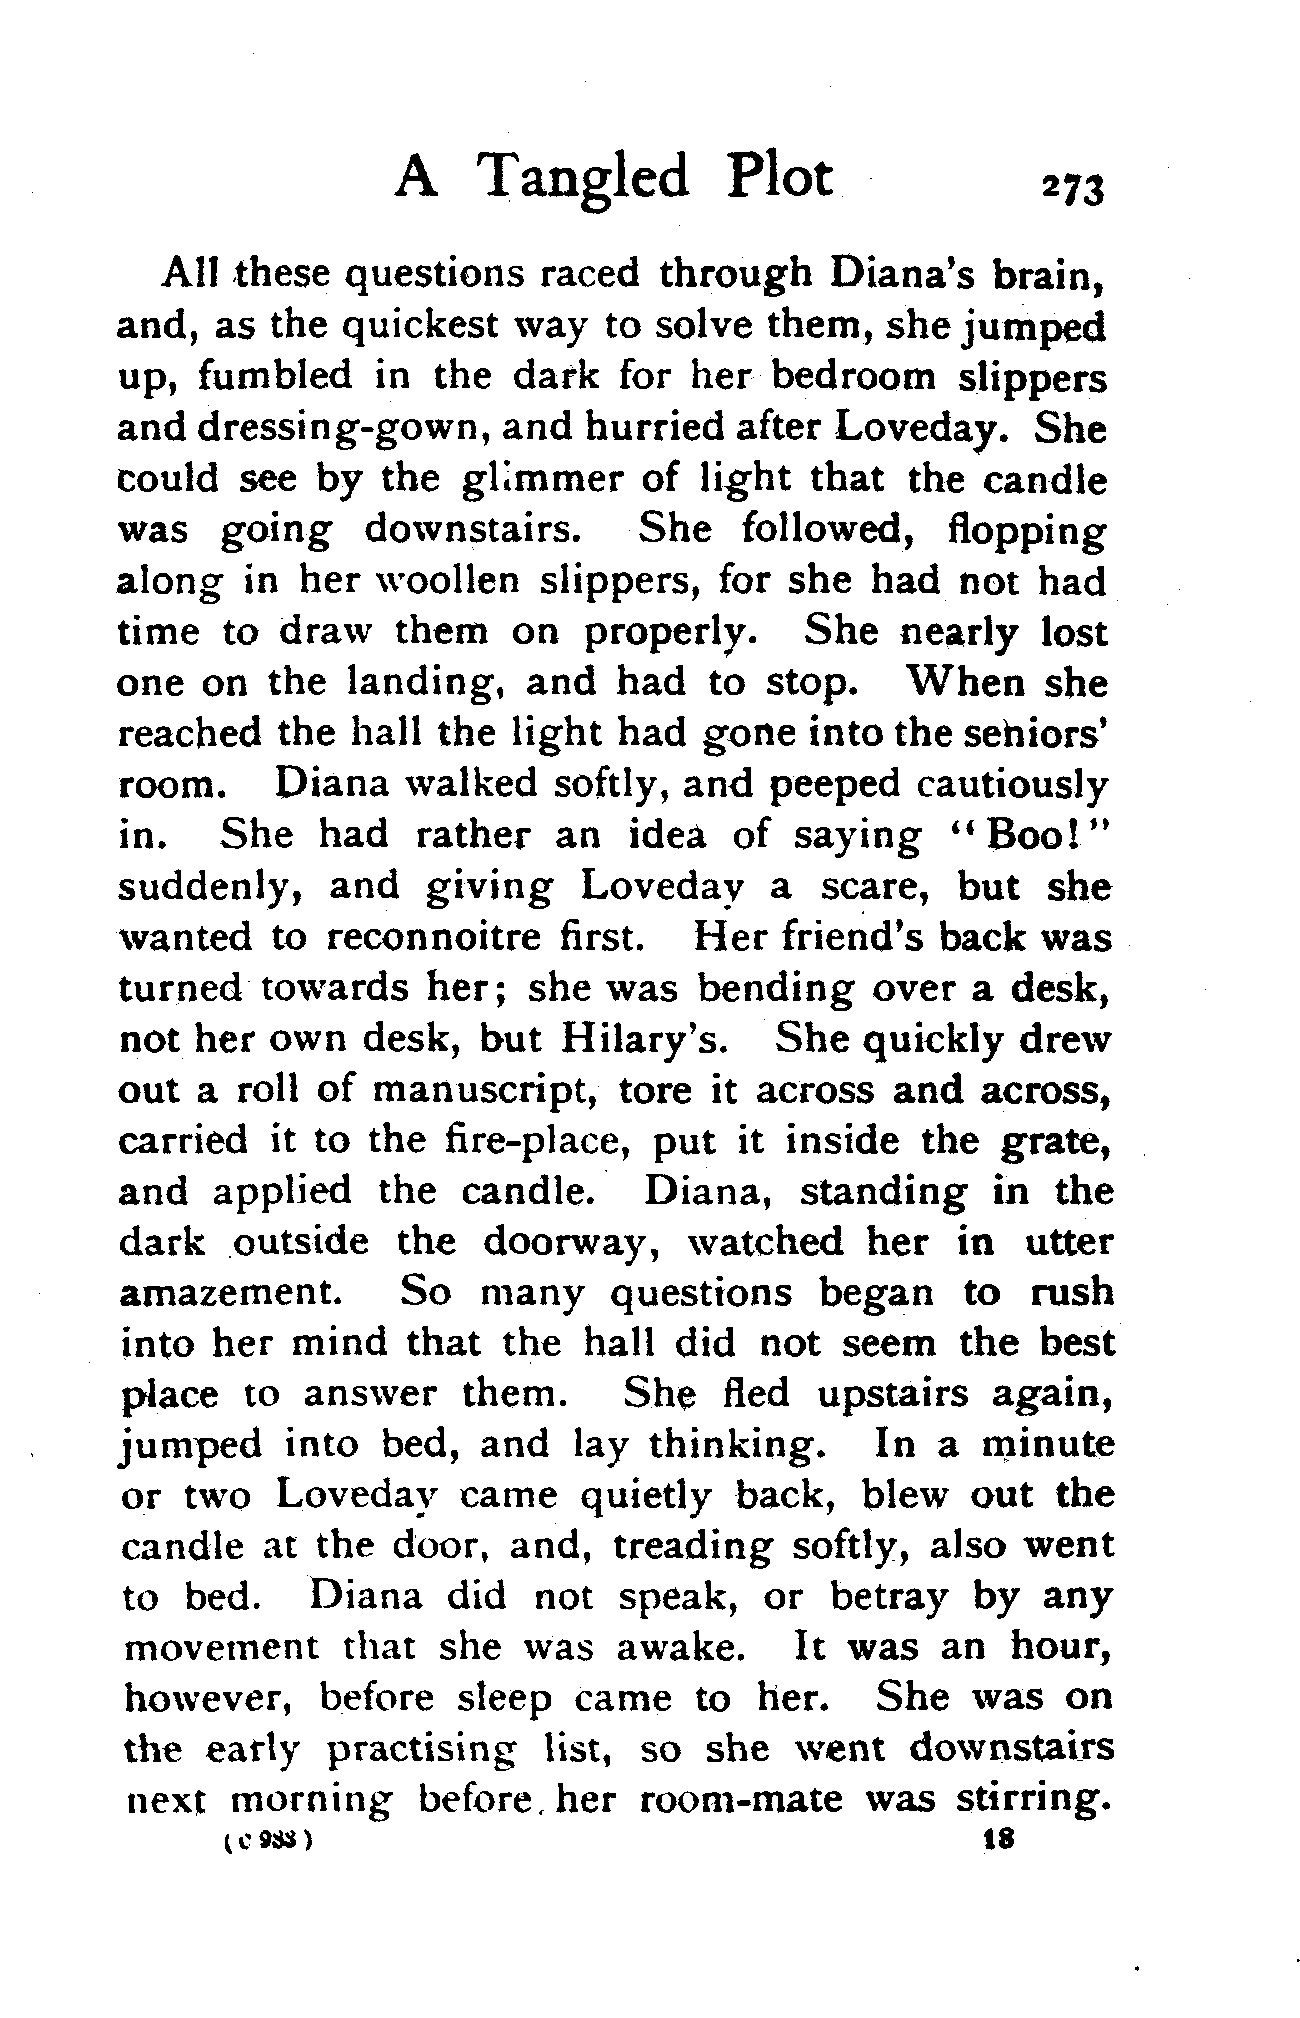 A Tangled Plot 273
All these questions raced through Diana's brain,
and, as the quickest way to solve them, she jumped
up, fumbled in the dark for her bedroom slippers
and dressing-gown, and hurried after Loveday. She
could see by the glimmer of light that the candle
was going downstairs. She followed, flopping
along in her woollen slippers, for she had not had
time to draw them on properly. She nearly lost
one on the landing, and had to stop. When she
reached the hall the light had gone into the seniors'
room. Diana walked softly, and peeped cautiously
in. She had rather an idea of saying "Boo!"
suddenly, and giving Loveday a scare, but she
wanted to reconnoitre first. Her friend's back was
turned towards her; she was bending over a desk,
not her own desk, but Hilary's. She quickly drew
out a roll of manuscript, tore it across and across,
carried it to the fire-place, put it inside the grate,
and applied the candle. Diana, standing in the
dark outside the doorway, watched her in utter
amazement. So many questions began to rush
into her mind that the hall did not seem the best
place to answer them. She fled upstairs again,
jumped into bed, and lay thinking. In a minute
or two Loveday came quietly back, blew out the
candle at the door, and, treading softly, also went
to bed. Diana did not speak, or betray by any
movement that she was awake. It was an hour,
however, before sleep came to her. She was on
the early practising list, so she went downstairs
next morning before her room-mate was stirring.
(C 988) 18